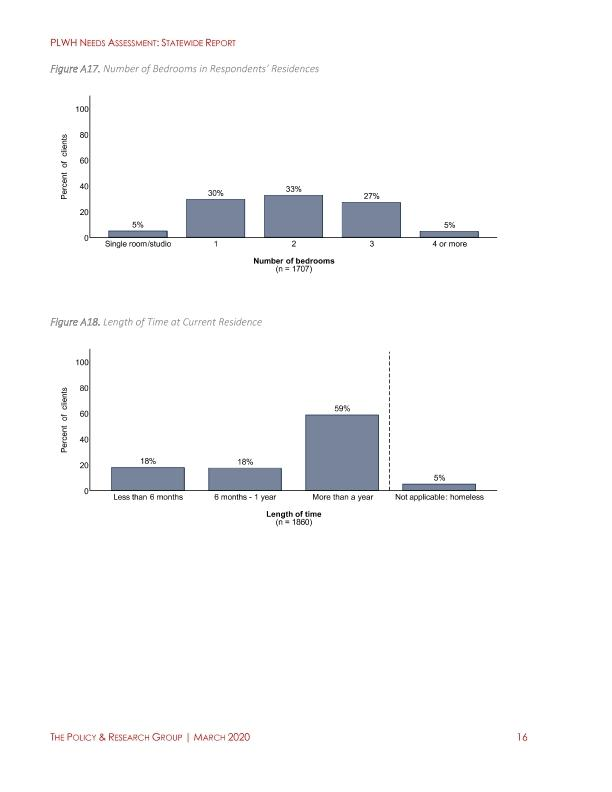 PLWH NEEDS ASSESSMENT: STATEWIDE REPORT
Figure A17. Number of Bedrooms in Respondents' Residences
Percent of clients
100
80
60
40
20
0
5%
30%
33%
27%
5%
Single room/studio
1
2
3
4 or more
Number of bedrooms
(n = 1707)
Figure A18. Length of Time at Current Residence
Percent of clients
100
80
60
40
20
0
18%
18%
59%
5%
Less than 6 months
6 months - 1 year
More than a year
Not applicable: homeless
Length of time
(n = 1860)
THE POLICY & RESEARCH GROUP | MARCH 2020
16